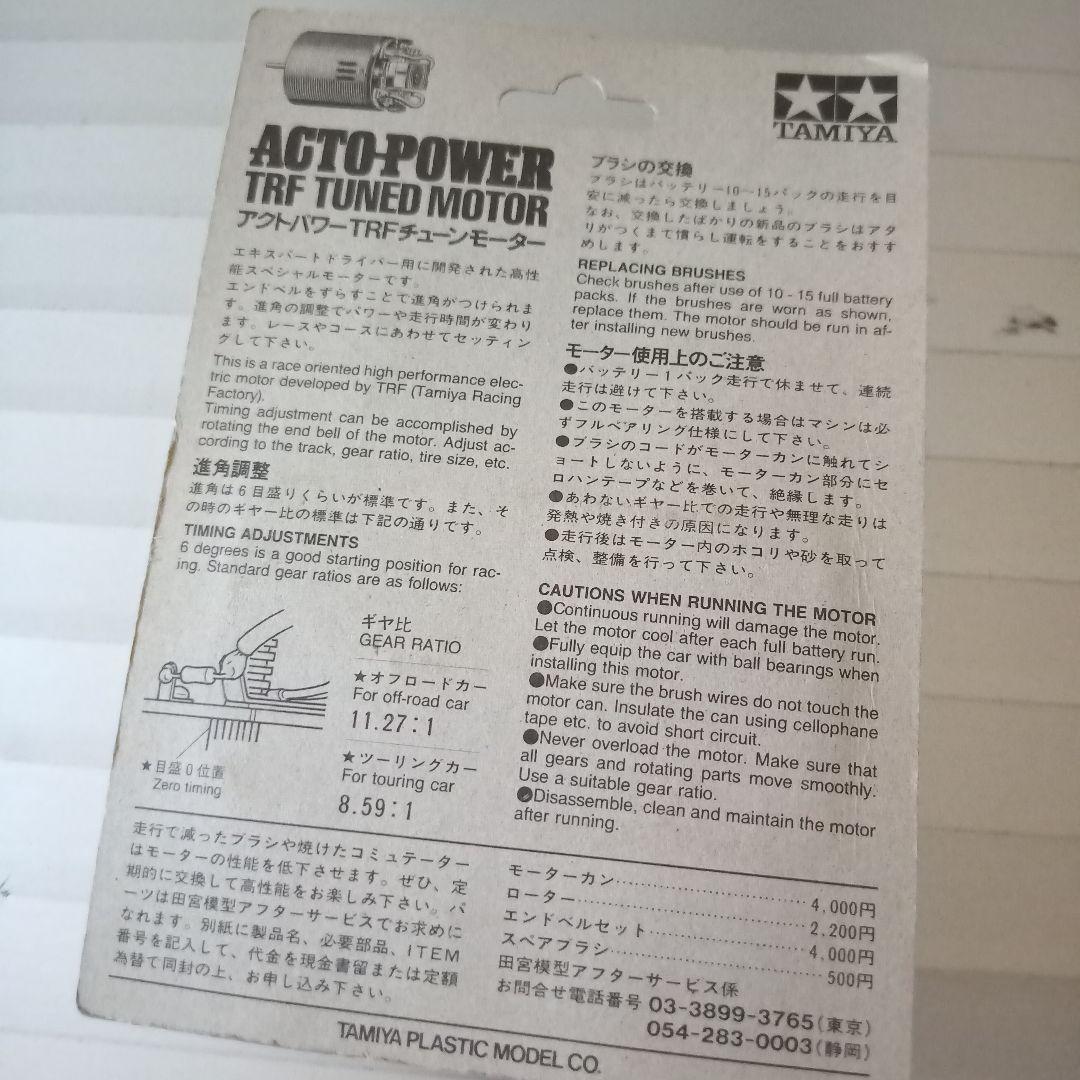 TAMIYA
ACTO-POWER
TRF TUNED MOTOR
アクトパワーTRFチューンモーター
エキスパートドライバー用に開発された高性
能スペシャルモーターです。
エンドベルをずらすことで進角がつけられま
す。進角の調整でパワーや走行時間が変わり
ます。レースやコースにあわせてセッティン
グして下さい。
This is a race oriented high performance elec-
tric motor developed by TRF (Tamiya Racing
Factory).
Timing adjustment can be accomplished by
rotating the end bell of the motor. Adjust ac-
cording to the track, gear ratio, tire size, etc.
進角調整
進角は6目盛りくらいが標準です。また、そ
の時のギヤー比の標準は下記の通りです。
TIMING ADJUSTMENTS
6 degrees is a good starting position for rac-
ing. Standard gear ratios are as follows:
ギヤ比
GEAR RATIO
★オフロードカー
For off-road car
11.27:1
★ツーリングカー
For touring car
8.59:1
★目盛0位置
Zero timing
ブラシの交換
ブラシはバッテリー10〜15パックの走行を目
安に減ったら交換しましょう。
なお、交換したばかりの新品のブラシはアタ
リがつくまで慣らし運転をすることをおすす
めします。
REPLACING BRUSHES
Check brushes after use of 10 - 15 full battery
packs. If the brushes are worn as shown,
replace them. The motor should be run in af-
ter installing new brushes.
モーター使用上のご注意
●バッテリー1パック走行で休ませて、連続
走行は避けて下さい。
●このモーターを搭載する場合はマシンは必
ずフルベアリング仕様にして下さい。
●ブラシのコードがモーターカンに触れてシ
ョートしないように、モーターカン部分にセ
ロハンテープなどを巻いて、絶縁します。
●あわないギヤー比での走行や無理な走りは
発熱や焼き付きの原因になります。
●走行後はモーター内のホコリや砂を取って
点検、整備を行って下さい。
CAUTIONS WHEN RUNNING THE MOTOR
●Continuous running will damage the motor.
Let the motor cool after each full battery run.
●Fully equip the car with ball bearings when
installing this motor.
●Make sure the brush wires do not touch the
motor can. Insulate the can using cellophane
tape etc. to avoid short circuit.
●Never overload the motor. Make sure that
all gears and rotating parts move smoothly.
Use a suitable gear ratio.
●Disassemble, clean and maintain the motor
after running.
走行で減ったブラシや焼けたコミュテーター
はモーターの性能を低下させます。ぜひ、定
期的に交換して高性能をお楽しみ下さい。パ
ーツは田宮模型アフターサービスでお求めに
なれます。別紙に製品名、必要部品、ITEM
番号を記入して、代金を現金書留または定額
為替で同封の上、お申し込み下さい。
モーターカン……………………4,000円
ローター…………………………2,200円
エンドベルセット………………4,000円
スペアブラシ……………………500円
田宮模型アフターサービス係
お問合せ電話番号 03-3899-3765(東京)
054-283-0003(静岡)
TAMIYA PLASTIC MODEL CO.